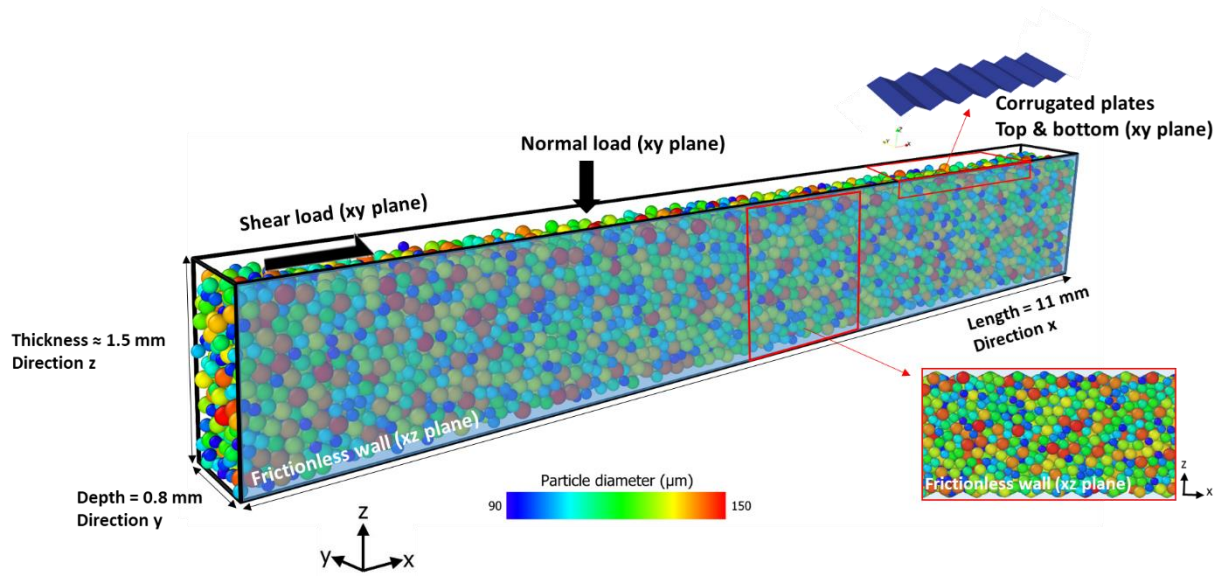 Corrugated plates
Top & bottom (xy plane)
Normal load (xy plane)
Shear load (xy plane)
Thickness ≈ 1.5 mm
Direction z
Length = 11 mm
Direction x
Frictionless wall (xz plane)
Depth = 0.8 mm
Direction y
Particle diameter (µm)
90
150
Frictionless wall (xz plane)
z
x
z
y
x